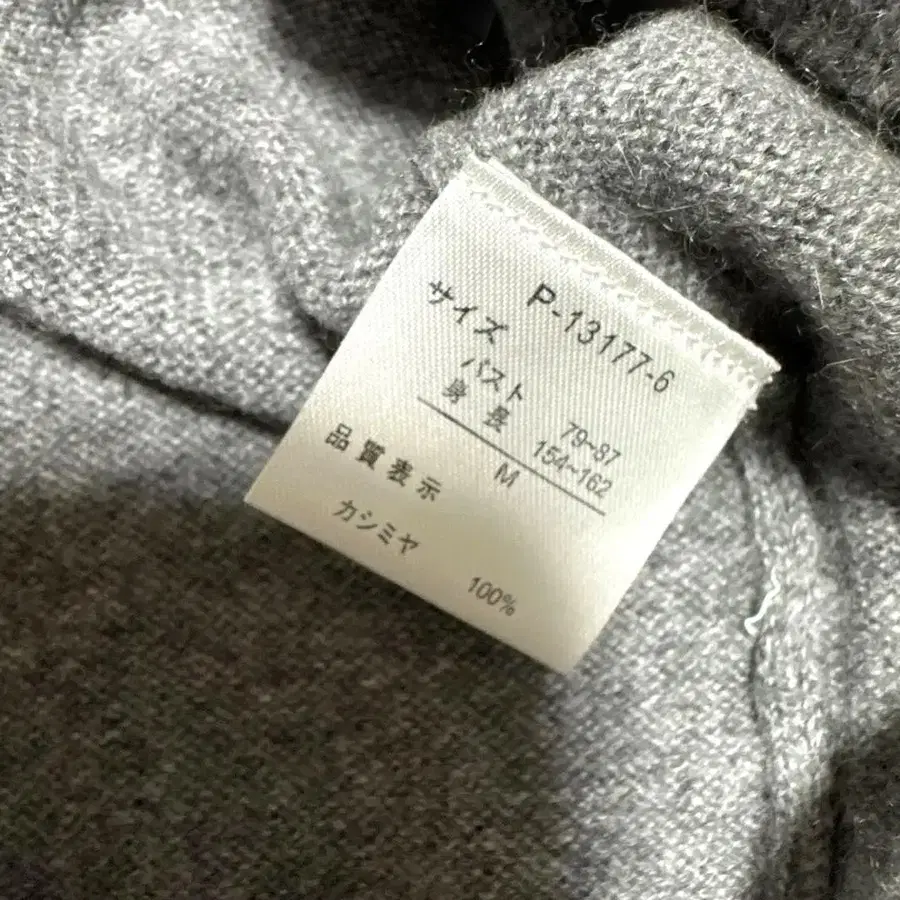 P-13177-6
サイズ
バスト 79~87
身長 154~162
M
品質表示
カシミヤ
100%